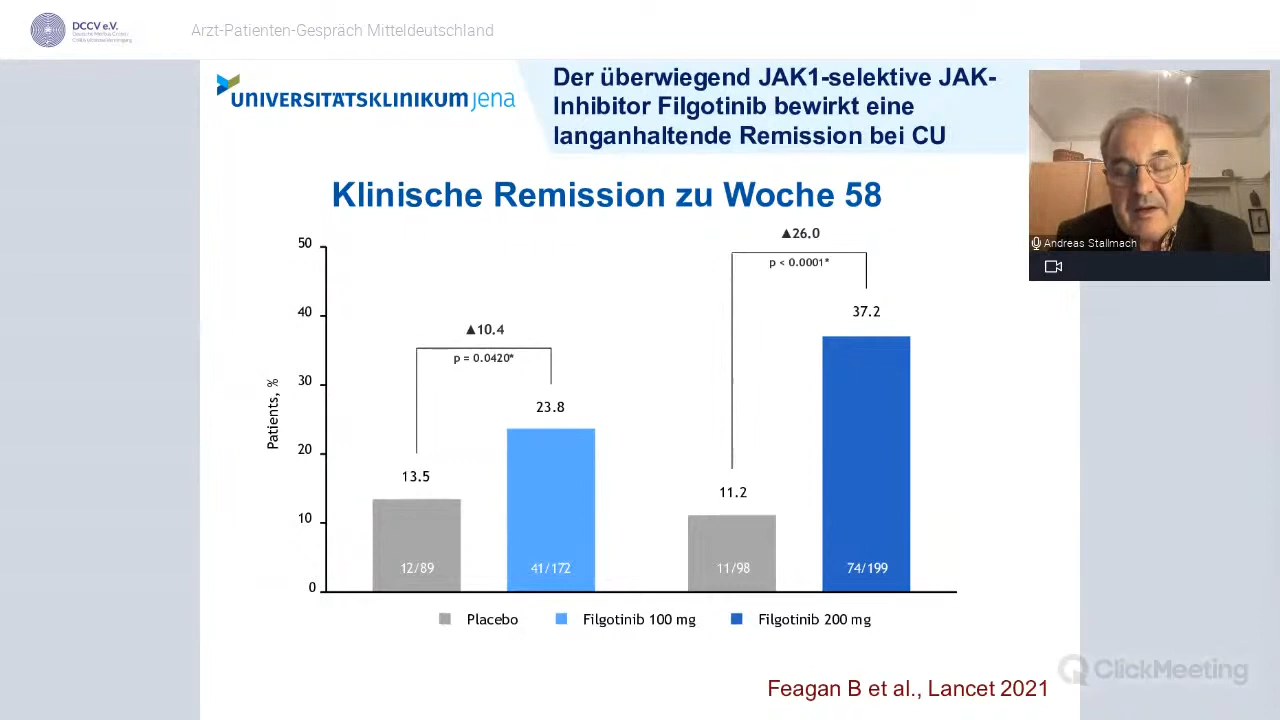 DCCV e.V.
Arzt-Patienten-Gespräch Mitteldeutschland
UNIVERSITÄTSKLINIKUM jena
Der überwiegend JAK1-selektive JAK-
Inhibitor Filgotinib bewirkt eine
langanhaltende Remission bei CU
Andreas Stallmach
Klinische Remission zu Woche 58
Patients, %
50
40
30
20
10
0
▲10.4
p = 0.0420*
13.5
23.8
12/89
41/172
▲26.0
p < 0.0001*
11.2
37.2
11/98
74/199
Placebo
Filgotinib 100 mg
Filgotinib 200 mg
ClickMeeting
Feagan B et al., Lancet 2021